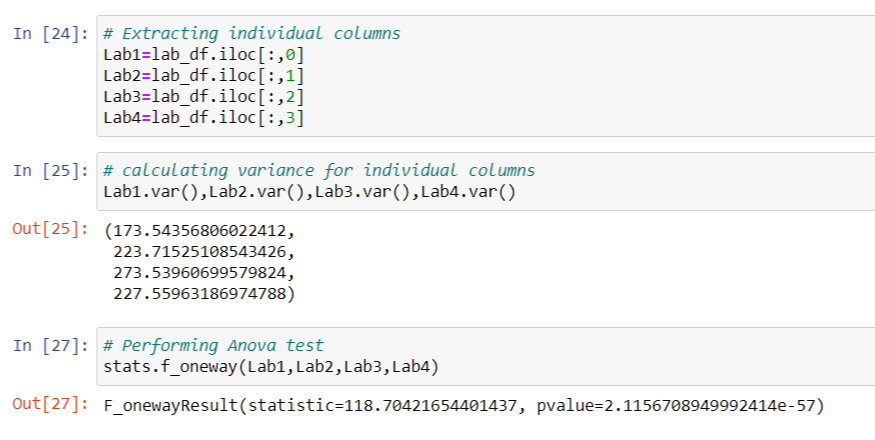 In [24]: # Extracting individual columns
Lab1=lab_df.iloc[:,0]
Lab2=lab_df.iloc[:,1]
Lab3=lab_df.iloc[:,2]
Lab4=lab_df.iloc[:,3]
In [25]: # calculating variance for individual columns
Lab1.var(),Lab2.var(),Lab3.var(),Lab4.var()
Out[25]: (173.54356806022412,
223.71525108543426,
273.53960699579824,
227.55963186974788)
In [27]: # Performing Anova test
stats.f_oneway(Lab1,Lab2,Lab3,Lab4)
Out[27]: F_onewayResult(statistic=118.70421654401437, pvalue=2.1156708949992414e-57)